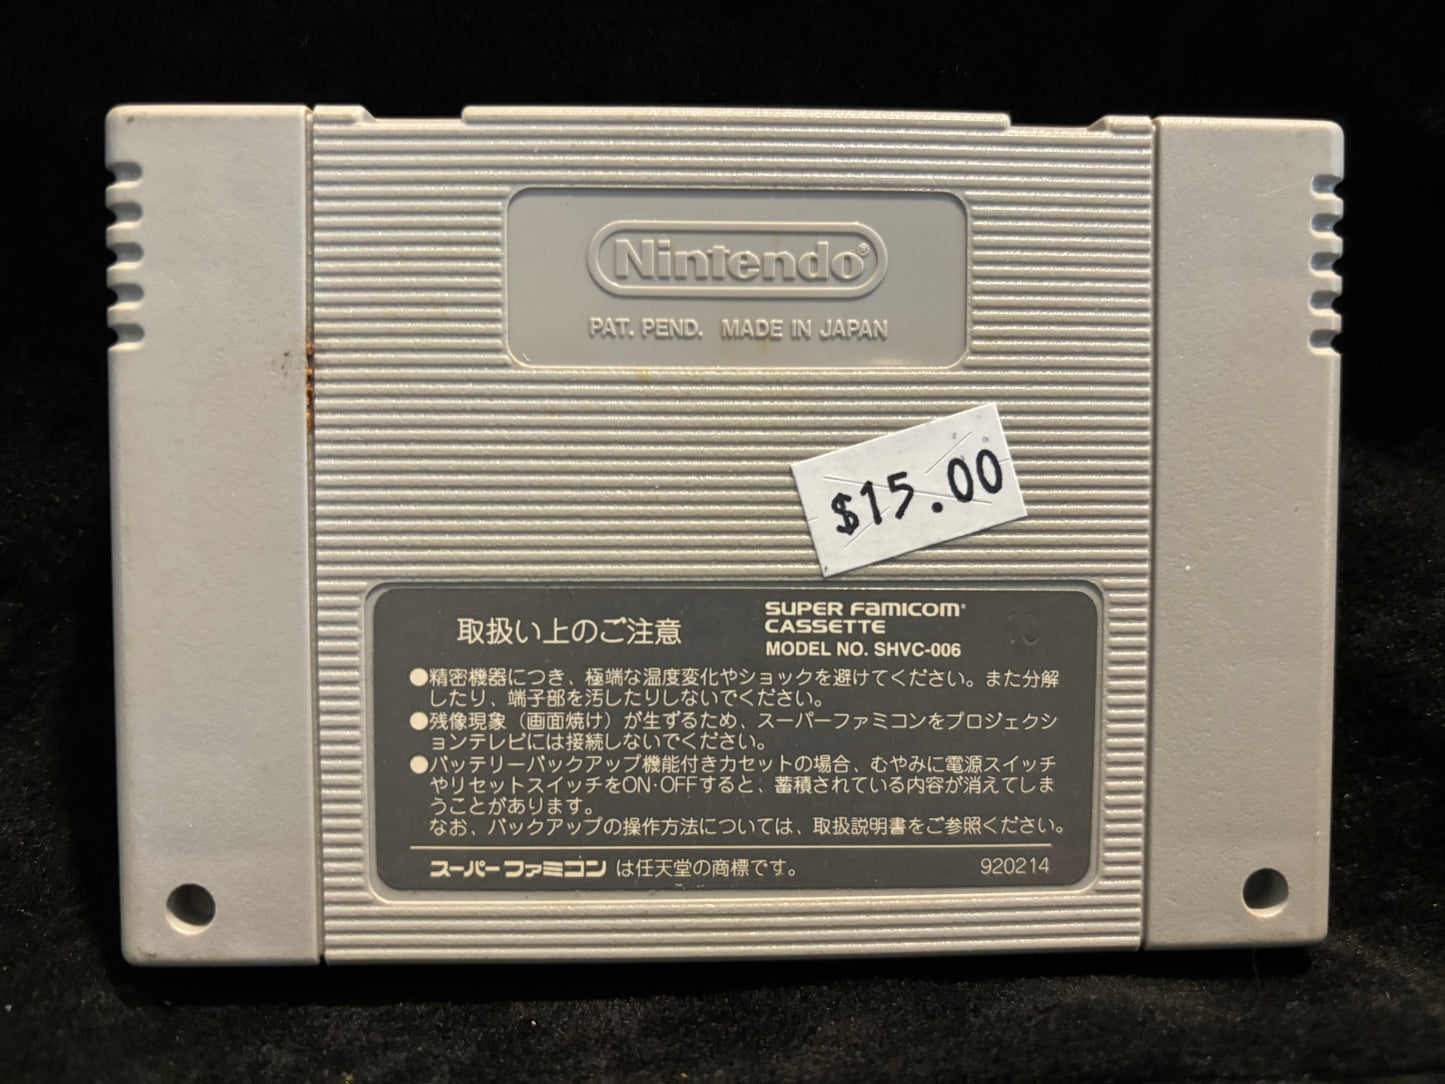 Nintendo®
PAT. PEND. MADE IN JAPAN
$15.00
取扱い上のご注意
SUPER FAMICOM®
CASSETTE
MODEL NO. SHVC-006
●精密機器につき、極端な温度変化やショックを避けてください。また分解
したり、端子部を汚したりしないでください。
●残像現象（画面焼け）が生ずるため、スーパーファミコンをプロジェクシ
ョンテレビには接続しないでください。
●バッテリーバックアップ機能付きカセットの場合、むやみに電源スイッチ
やリセットスイッチをON·OFFすると、蓄積されている内容が消えてしま
うことがあります。
なお、バックアップの操作方法については、取扱説明書をご参照ください。
スーパーファミコン は任天堂の商標です。
920214